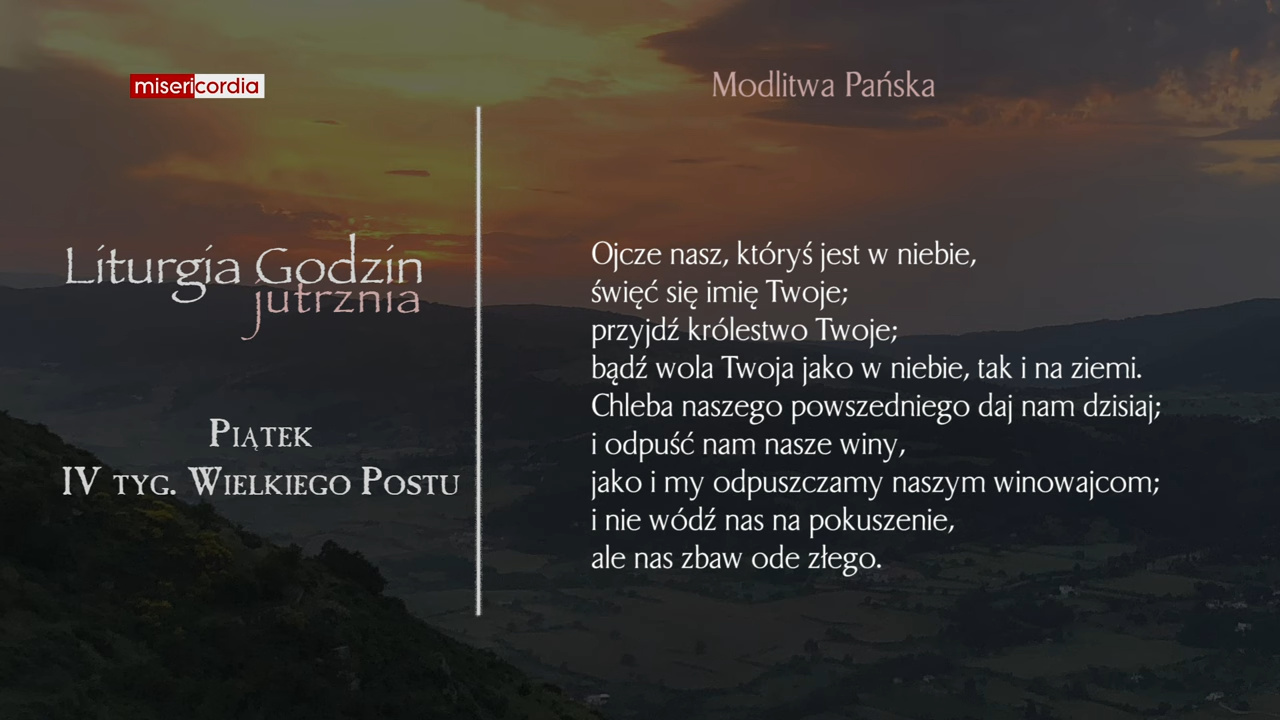 misericordia
Liturgia Godzin
jutrznia
Piątek
IV tyg. Wielkiego Postu
Modlitwa Pańska
Ojcze nasz, któryś jest w niebie,
święć się imię Twoje;
przyjdź królestwo Twoje;
bądź wola Twoja jako w niebie, tak i na ziemi.
Chleba naszego powszedniego daj nam dzisiaj;
i odpuść nam nasze winy,
jako i my odpuszczamy naszym winowajcom;
i nie wódź nas na pokuszenie,
ale nas zbaw ode złego.